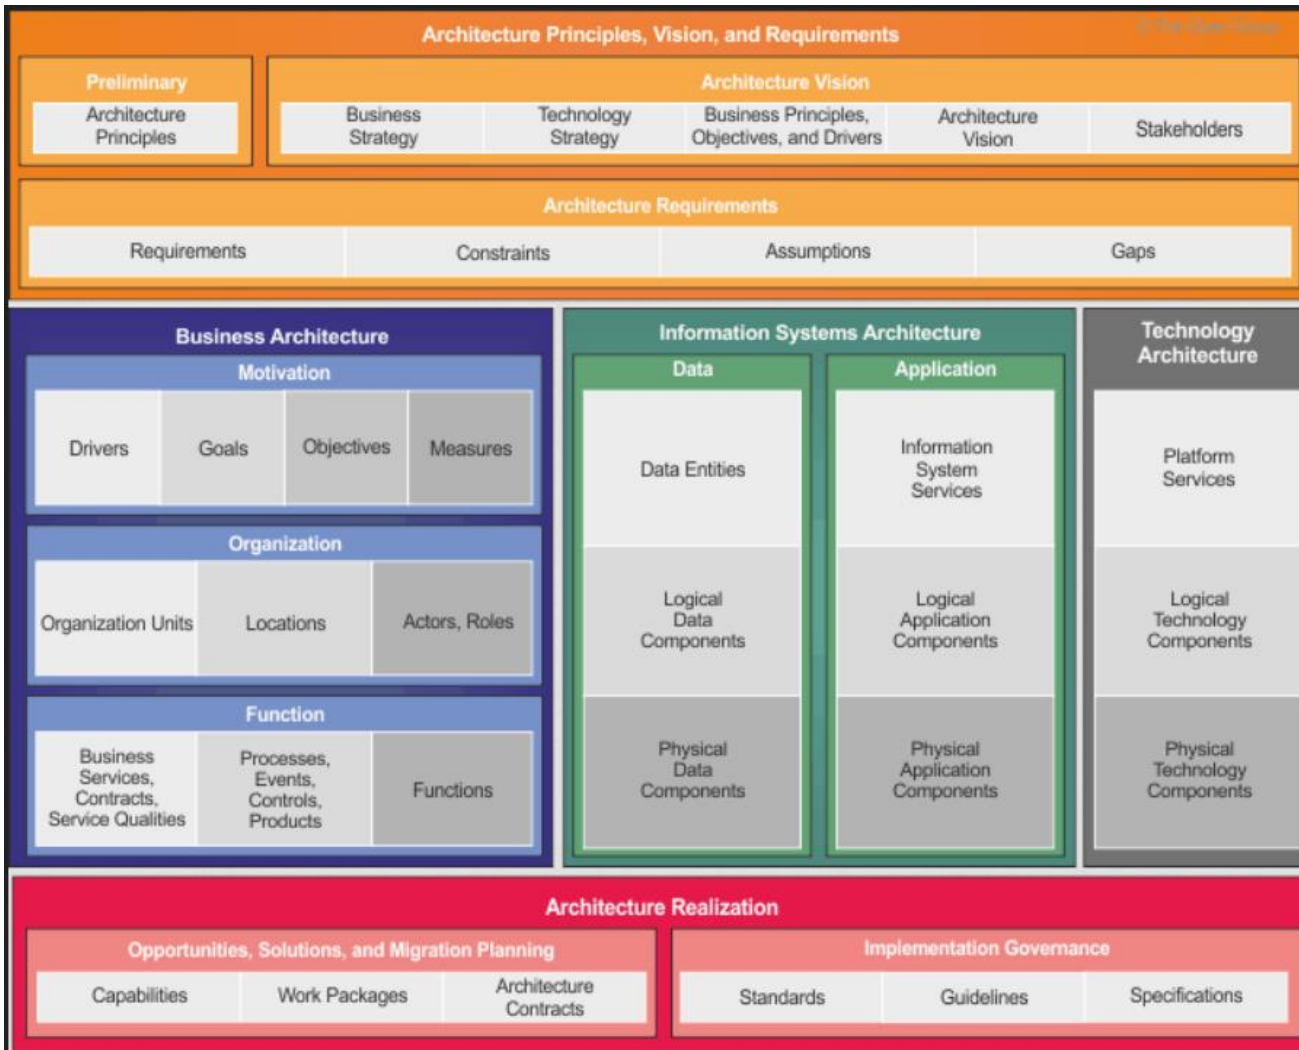 Architecture Principles, Vision, and Requirements
© The Open Group
Preliminary
Architecture
Principles
Architecture Vision
Business
Strategy
Technology
Strategy
Business Principles,
Objectives, and Drivers
Architecture
Vision
Stakeholders
Architecture Requirements
Requirements
Constraints
Assumptions
Gaps
Business Architecture
Motivation
Drivers
Goals
Objectives
Measures
Organization
Organization Units
Locations
Actors, Roles
Function
Business
Services,
Contracts,
Service Qualities
Processes,
Events,
Controls,
Products
Functions
Information Systems Architecture
Data
Data Entities
Logical
Data
Components
Physical
Data
Components
Application
Information
System
Services
Logical
Application
Components
Physical
Application
Components
Technology
Architecture
Platform
Services
Logical
Technology
Components
Physical
Technology
Components
Architecture Realization
Opportunities, Solutions, and Migration Planning
Capabilities
Work Packages
Architecture
Contracts
Implementation Governance
Standards
Guidelines
Specifications